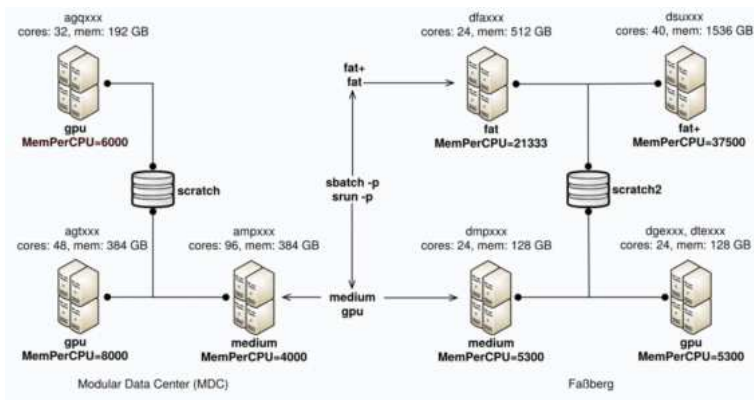 agqxxx
cores: 32, mem: 192 GB
gpu
MemPerCPU=6000
scratch
agtxxx
cores: 48, mem: 384 GB
gpu
MemPerCPU=8000
ampxxx
cores: 96, mem: 384 GB
medium
MemPerCPU=4000
Modular Data Center (MDC)
fat+
fat
sbatch -p
srun -p
medium
gpu
dfaxxx
cores: 24, mem: 512 GB
fat
MemPerCPU=21333
dsuxxx
cores: 40, mem: 1536 GB
fat+
MemPerCPU=37500
scratch2
dmpxxx
cores: 24, mem: 128 GB
medium
MemPerCPU=5300
dgexxx, dtexxx
cores: 24, mem: 128 GB
gpu
MemPerCPU=5300
Faßberg